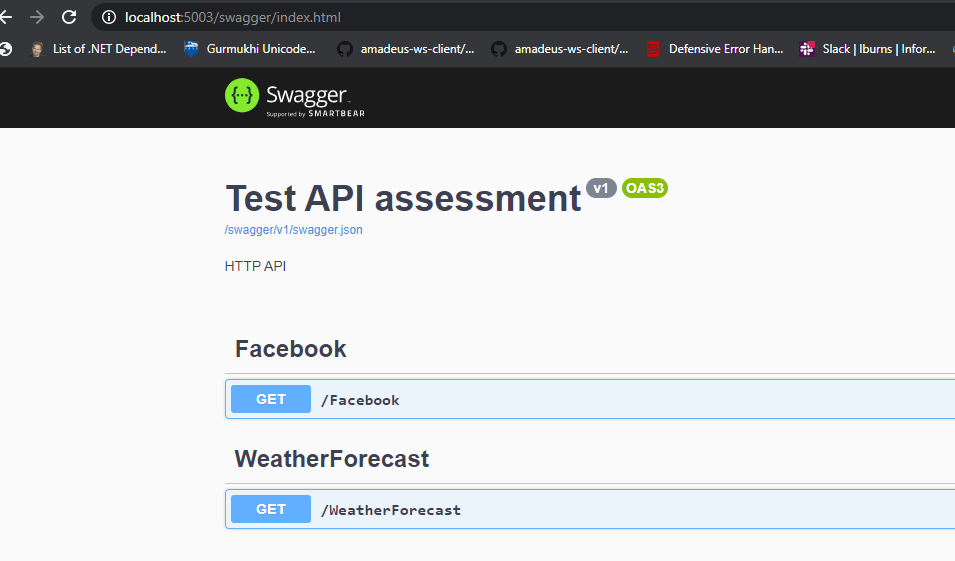 localhost:5003/swagger/index.html
List of .NET Depend... Gurmukhi Unicode... amadeus-ws-client/... amadeus-ws-client/... Defensive Error Han... Slack | Iburns | Infor...
{...} Swagger
Supported by SMARTBEAR
Test API assessment v1 OAS3
/swagger/v1/swagger.json
HTTP API
Facebook
GET /Facebook
WeatherForecast
GET /WeatherForecast